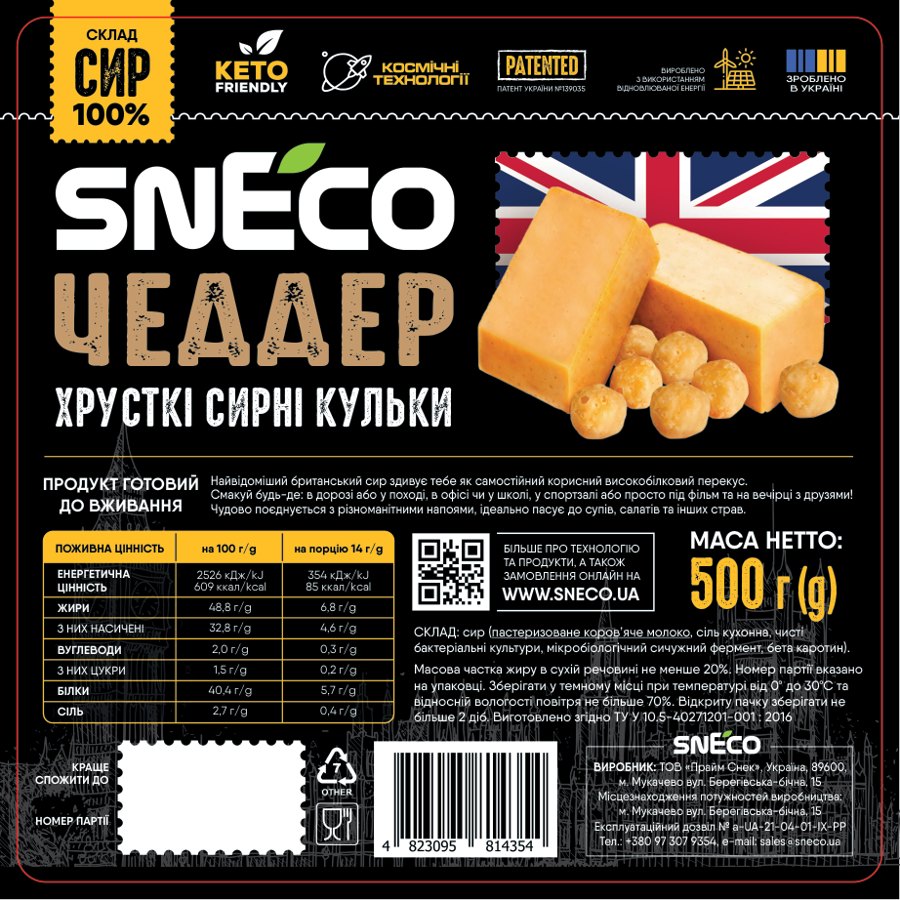 СКЛАД
СИР
100%
KETO
FRIENDLY
КОСМІЧНІ
ТЕХНОЛОГІЇ
PATENTED
ПАТЕНТ УКРАЇНИ №139035
ВИРОБЛЕНО
З ВИКОРИСТАННЯМ
ВІДНОВЛЮВАНОЇ ЕНЕРГІЇ
ЗРОБЛЕНО
В УКРАЇНІ
SNECO
ЧЕДДЕР
ХРУСТКІ СИРНІ КУЛЬКИ
ПРОДУКТ ГОТОВИЙ
ДО ВЖИВАННЯ
Найвідоміший британський сир здивує тебе як самостійний корисний високобілковий перекус.
Смакуй будь-де: в дорозі або у поході, в офісі чи у школі, у спортзалі або просто під фільм та на вечірці з друзями!
Чудово поєднується з різноманітними напоями, ідеально пасує до супів, салатів та інших страв.
ПОЖИВНА ЦІННІСТЬ на 100 г/g на порцію 14 г/g
ЕНЕРГЕТИЧНА ЦІННІСТЬ 2526 кДж/kJ 609 ккал/kcal 354 кДж/kJ 85 ккал/kcal
ЖИРИ 48,8 г/g 6,8 г/g
З НИХ НАСИЧЕНІ 32,8 г/g 4,6 г/g
ВУГЛЕВОДИ 2,0 г/g 0,3 г/g
З НИХ ЦУКРИ 1,5 г/g 0,2 г/g
БІЛКИ 40,4 г/g 5,7 г/g
СІЛЬ 2,7 г/g 0,4 г/g
БІЛЬШЕ ПРО ТЕХНОЛОГІЮ
ТА ПРОДУКТИ, А ТАКОЖ
ЗАМОВЛЕННЯ ОНЛАЙН НА
WWW.SNECO.UA
МАСА НЕТТО:
500 г (g)
СКЛАД: сир (пастеризоване коров'яче молоко, сіль кухонна, чисті
бактеріальні культури, мікробіологічний сичужний фермент, бета каротин).
Масова частка жиру в сухій речовині не менше 20%. Номер партії вказано
на упаковці. Зберігати у темному місці при температурі від 0° до 30°С та
відносній вологості повітря не більше 70%. Відкриту пачку зберігати не
більше 2 діб. Виготовлено згідно ТУ У 10.5-40271201-001 : 2016
КРАЩЕ
СПОЖИТИ ДО
НОМЕР ПАРТІЇ
7
OTHER
4 823095 814354
SNECO
ВИРОБНИК: ТОВ «Прайм Снек», Україна, 89600,
м. Мукачево вул. Берегівська-бічна, 15
Місцезнаходження потужностей виробництва:
м. Мукачево вул. Берегівська-бічна, 15
Експлуатаційний дозвіл № a-UA-21-04-01-IX-PP
Тел.: +380 97 307 9354, e-mail: sales@sneco.ua